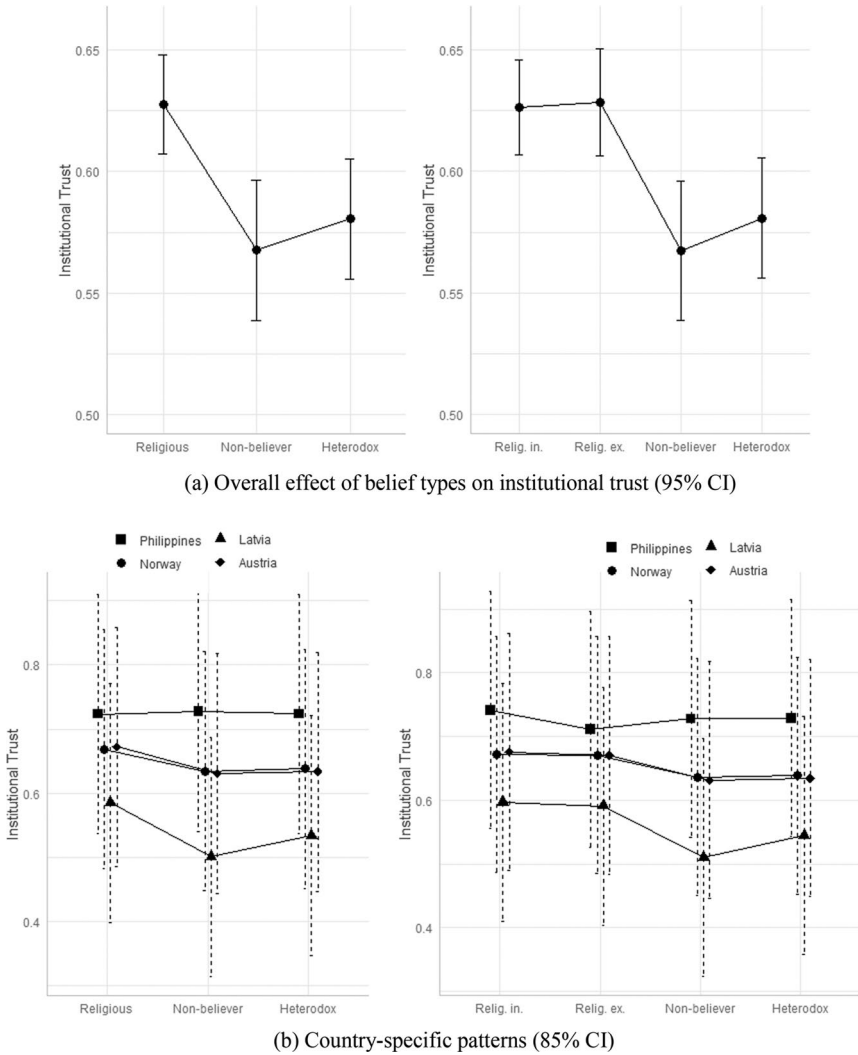 Institutional Trust
0.65
0.60
0.55
0.50
Religious Non-believer Heterodox
Institutional Trust
0.65
0.60
0.55
0.50
Relig. in. Relig. ex. Non-believer Heterodox
(a) Overall effect of belief types on institutional trust (95% CI)
Philippines Latvia
Norway Austria
Institutional Trust
0.8
0.6
0.4
Religious Non-believer Heterodox
Philippines Latvia
Norway Austria
Institutional Trust
0.8
0.6
0.4
Relig. in. Relig. ex. Non-believer Heterodox
(b) Country-specific patterns (85% CI)